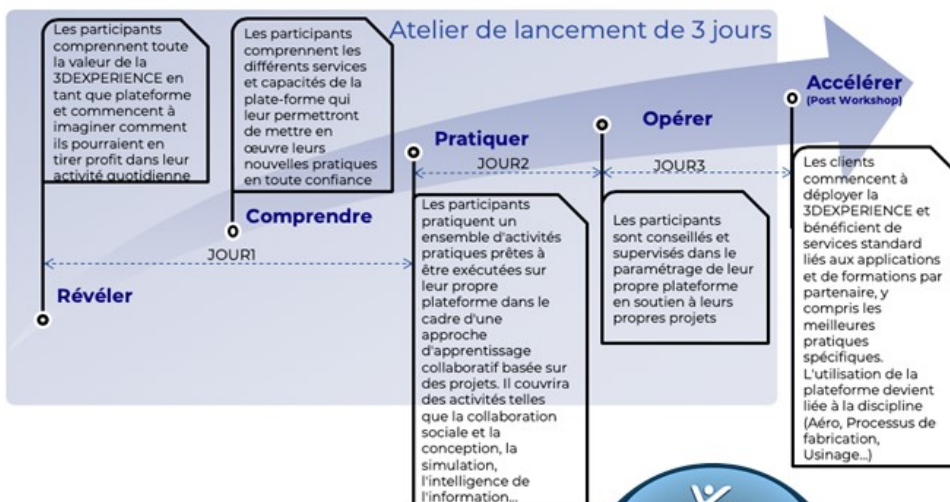 Atelier de lancement de 3 jours
Les participants
comprennent toute
la valeur de la
3DEXPERIENCE en
tant que plateforme
et commencent à
imaginer comment
ils pourraient en
tirer profit dans leur
activité quotidienne
Révéler
Les participants
comprennent les
différents services
et capacités de la
plate-forme qui
leur permettront
de mettre en
œuvre leurs
nouvelles pratiques
en toute confiance
Comprendre
JOUR1
Pratiquer
JOUR2
Les participants
pratiquent un
ensemble d'activités
pratiques prêtes à
être exécutées sur
leur propre
plateforme dans le
cadre d'une
approche
d'apprentissage
collaboratif basée sur
des projets. Il couvrira
des activités telles
que la collaboration
sociale et la
conception, la
simulation,
l'intelligence de
l'information...
Opérer
JOUR3
Les participants
sont conseillés et
supervisés dans le
paramétrage de leur
propre plateforme
en soutien à leurs
propres projets
Accélérer
(Post Workshop)
Les clients
commencent à
déployer la
3DEXPERIENCE et
bénéficient de
services standard
liés aux applications
et de formations par
partenaire, y
compris les
meilleures
pratiques
spécifiques.
L'utilisation de la
plateforme devient
liée à la discipline
(Aéro, Processus de
fabrication,
Usinage...)